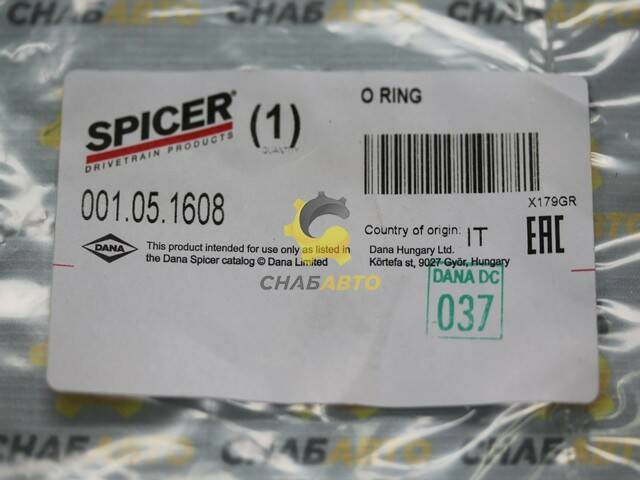 СНАБАВТО
SPICER®
DRIVETRAIN PRODUCTS
(1)
QUANTITY
O RING
X179GR
001.05.1608
Country of origin: IT
EAC
DANA
This product intended for use only as listed in
the Dana Spicer catalog © Dana Limited
Dana Hungary Ltd.
Körtefa st, 9027 Győr, Hungary
DANA DC
037
СНАБАВТО
СНАБАВТО